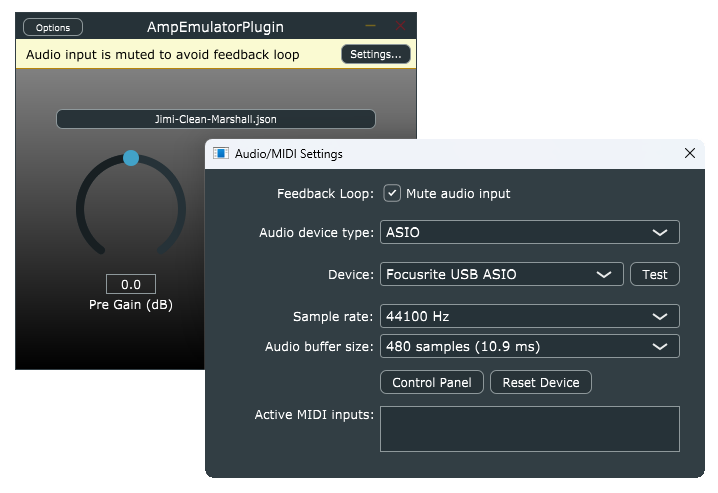 Options
AmpEmulatorPlugin
Audio input is muted to avoid feedback loop
Settings...
Jimi-Clean-Marshall.json
0.0
Pre Gain (dB)
Audio/MIDI Settings
Feedback Loop: Mute audio input
Audio device type: ASIO
Device: Focusrite USB ASIO Test
Sample rate: 44100 Hz
Audio buffer size: 480 samples (10.9 ms)
Control Panel Reset Device
Active MIDI inputs: